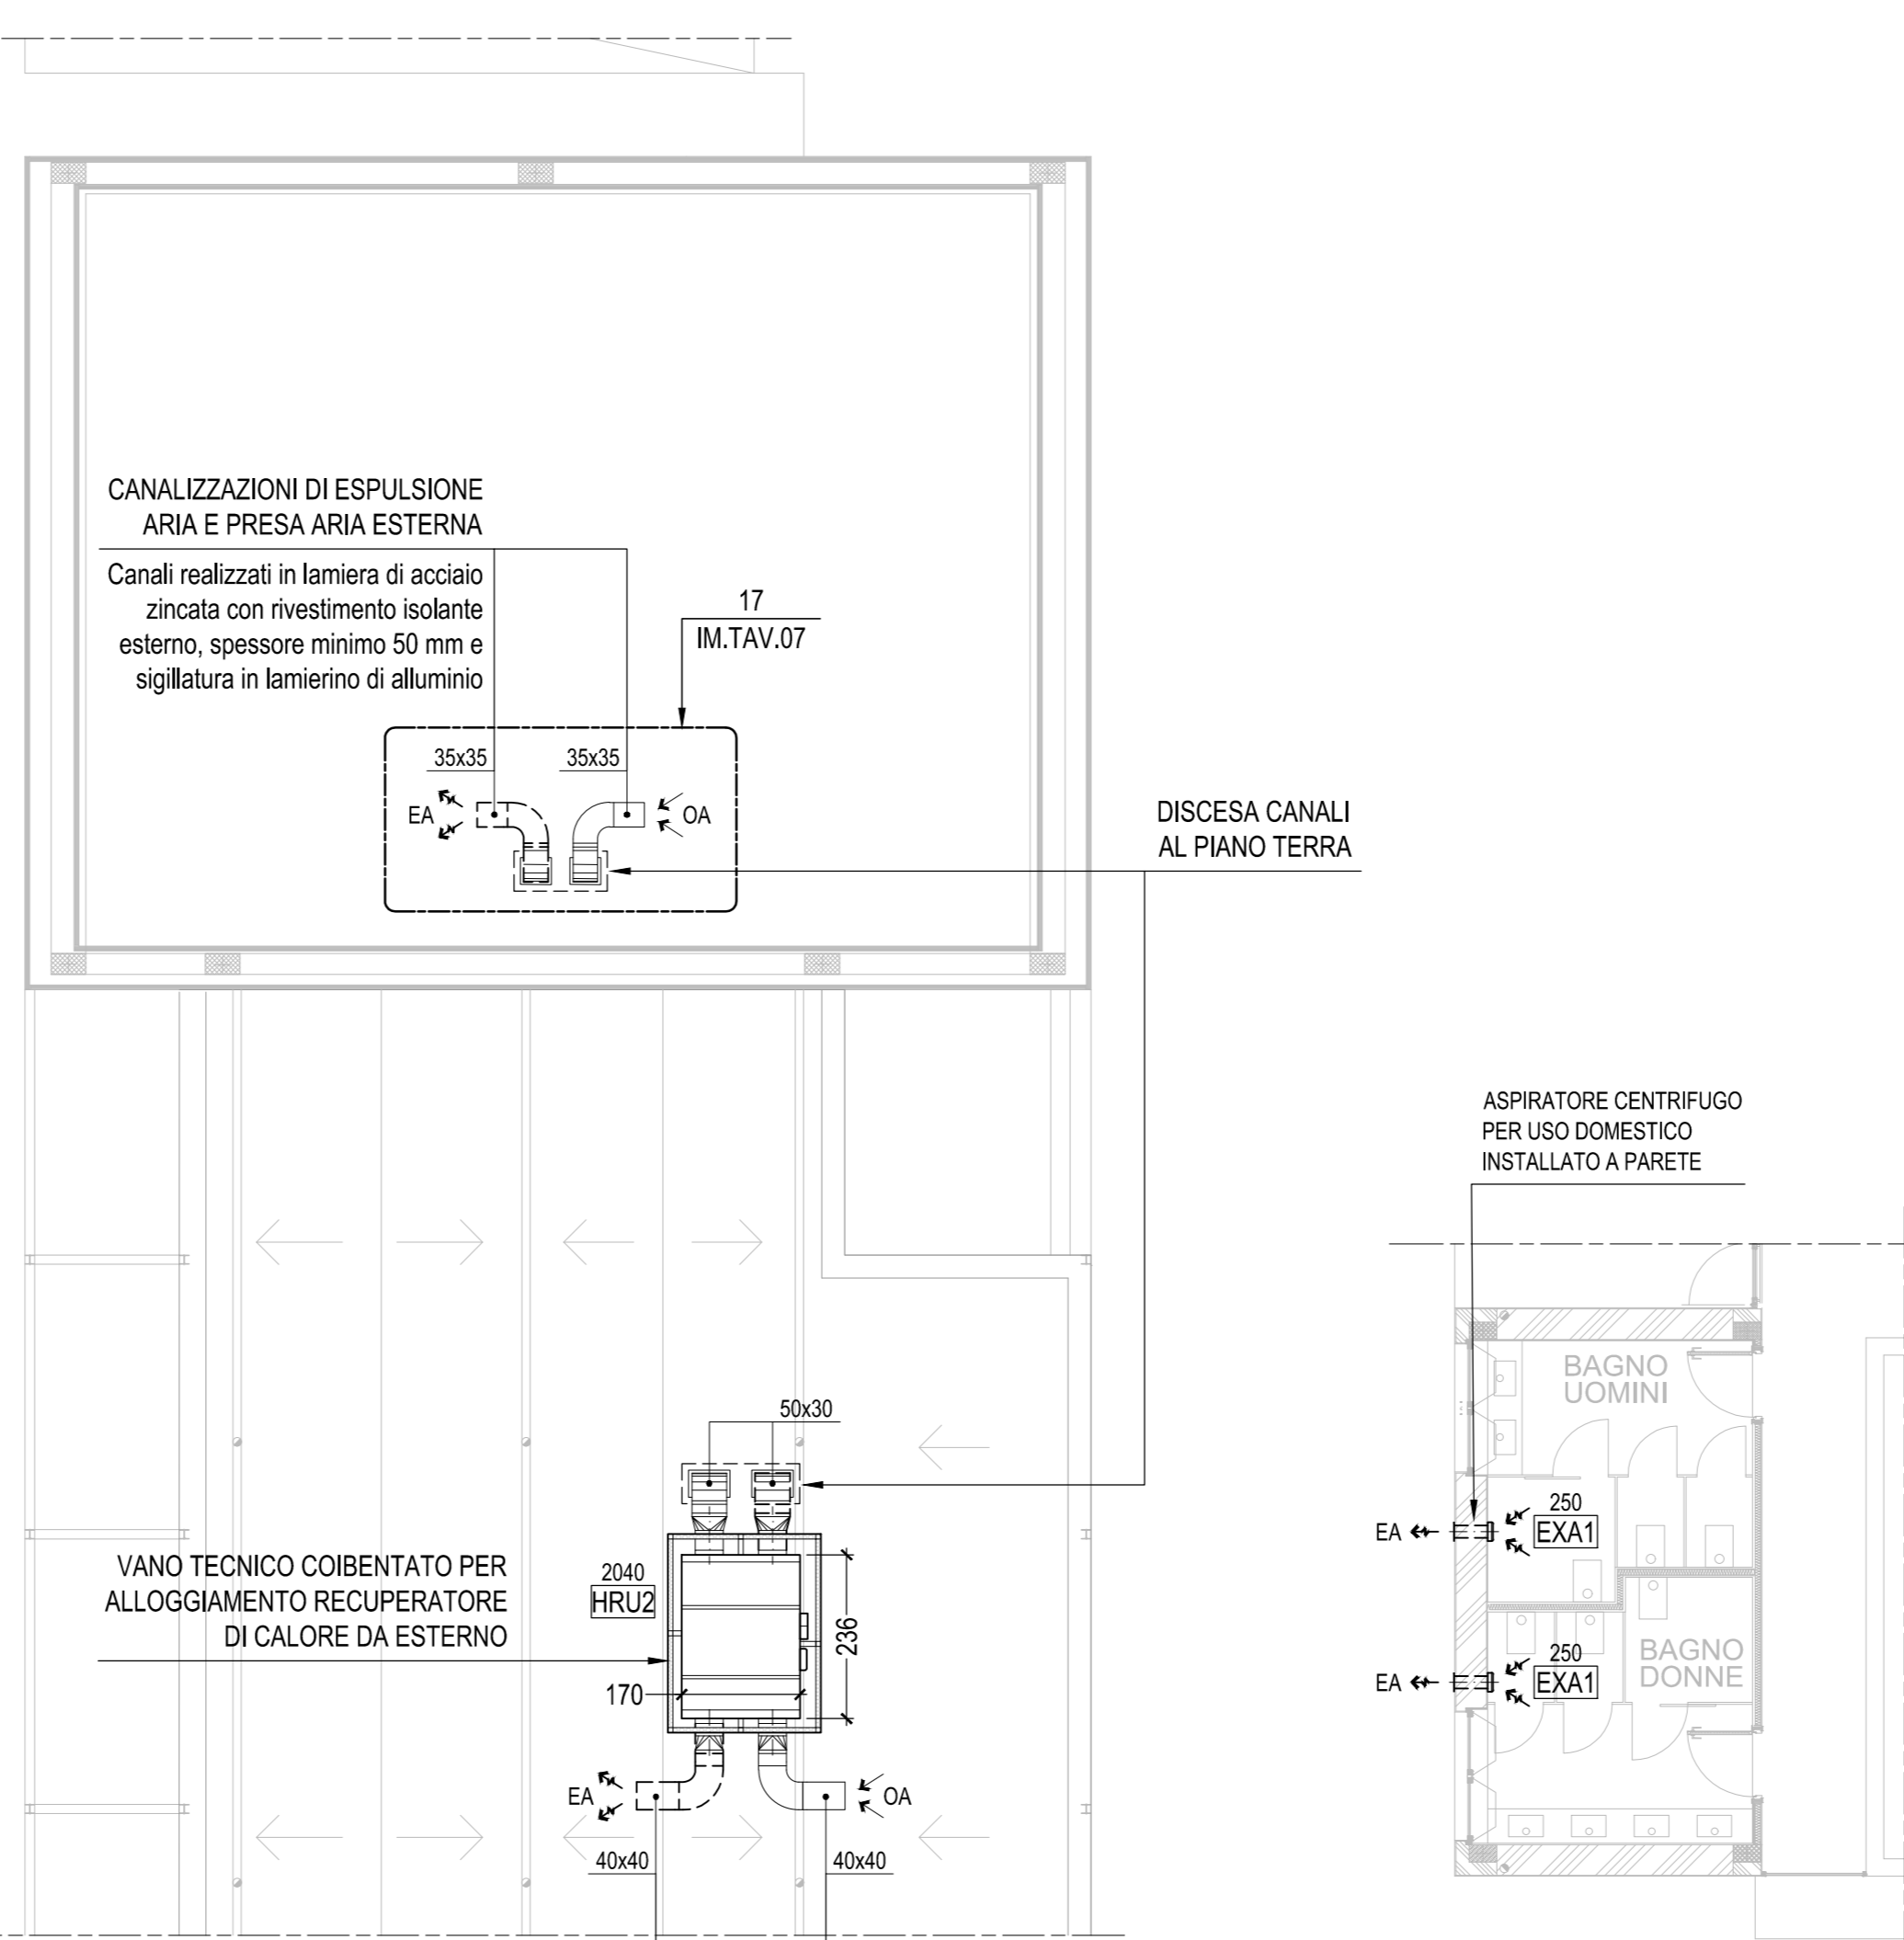 CANALIZZAZIONI DI ESPULSIONE
ARIA E PRESA ARIA ESTERNA
Canali realizzati in lamiera di acciaio
zincata con rivestimento isolante
esterno, spessore minimo 50 mm e
sigillatura in lamierino di alluminio
17
IM.TAV.07
35x35
35x35
EA
OA
DISCESA CANALI
AL PIANO TERRA
ASPIRATORE CENTRIFUGO
PER USO DOMESTICO
INSTALLATO A PARETE
BAGNO
UOMINI
50x30
EA
250
EXA1
VANO TECNICO COIBENTATO PER
ALLOGGIAMENTO RECUPERATORE
DI CALORE DA ESTERNO
2040
HRU2
236
170
EA
250
EXA1
BAGNO
DONNE
EA
OA
40x40
40x40